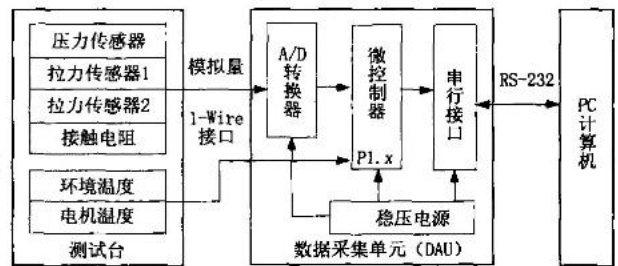 压力传感器
拉力传感器1
拉力传感器2
接触电阻
环境温度
电机温度
测试台
模拟量
1-Wire
接口
A/D
转换器
微控制器
P1.x
串行接口
稳压电源
数据采集单元（DAU）
RS-232
PC
计算机